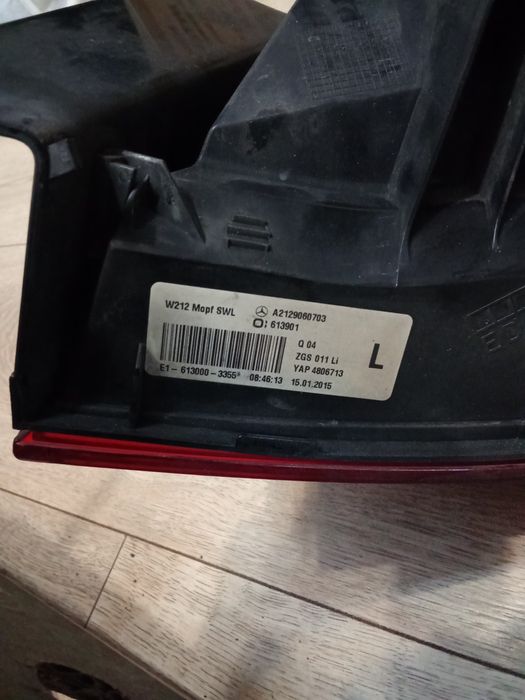 W212 Mopf SWL
A2129060703
613901
Q 04
ZGS 011 Li
YAP 4806713
L
E1- 613000- 3355* 08:46:13 15.01.2015